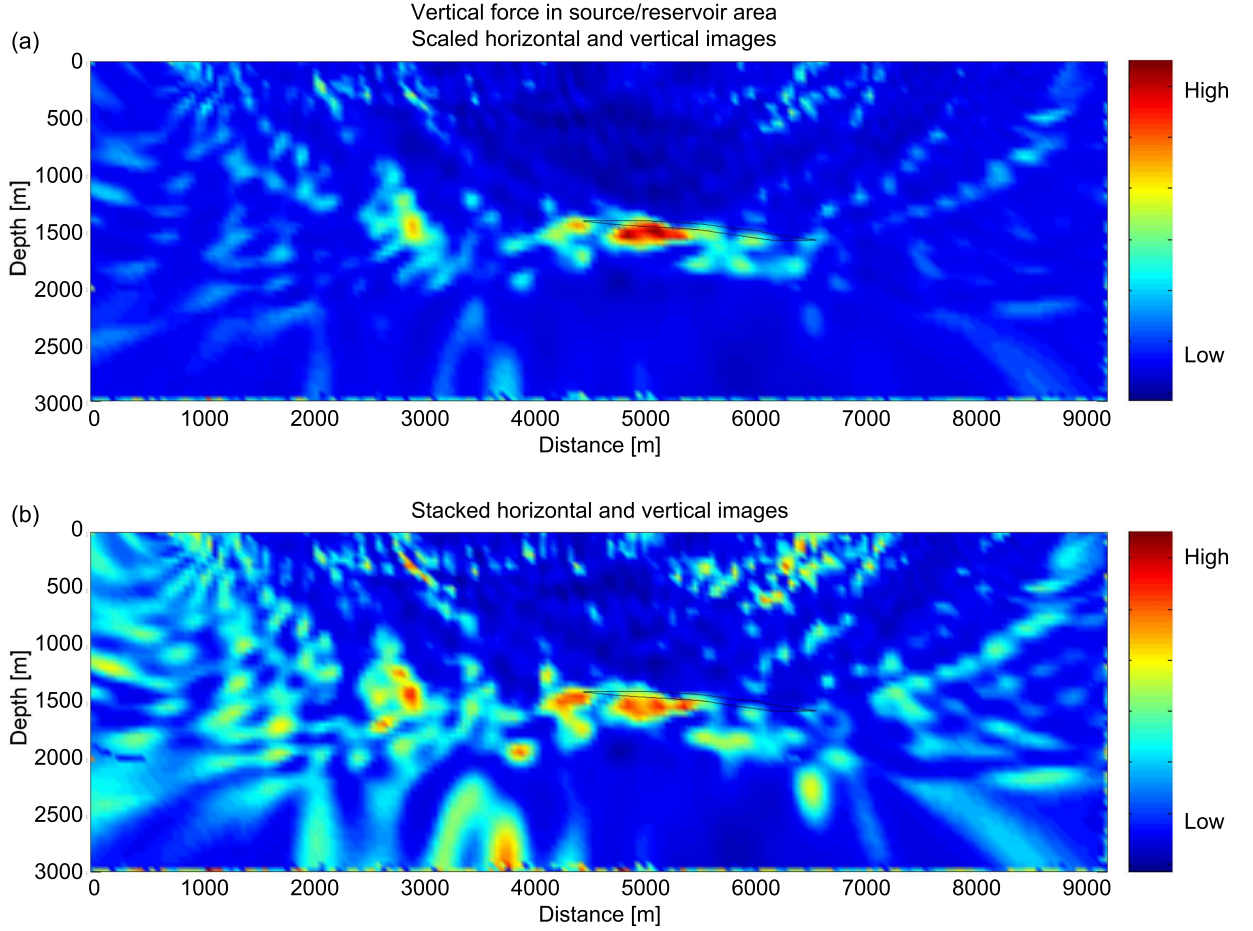 Vertical force in source/reservoir area
(a)
Scaled horizontal and vertical images
0
500
1000
1500
2000
2500
3000
Depth [m]
0 1000 2000 3000 4000 5000 6000 7000 8000 9000
Distance [m]
High
Low
(b)
Stacked horizontal and vertical images
0
500
1000
1500
2000
2500
3000
Depth [m]
0 1000 2000 3000 4000 5000 6000 7000 8000 9000
Distance [m]
High
Low